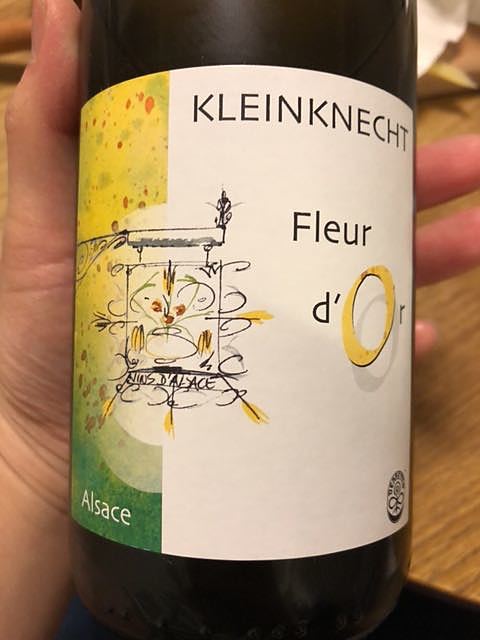 KLEINKNECHT
Fleur
d'Or
VINS D'ALSACE
Alsace